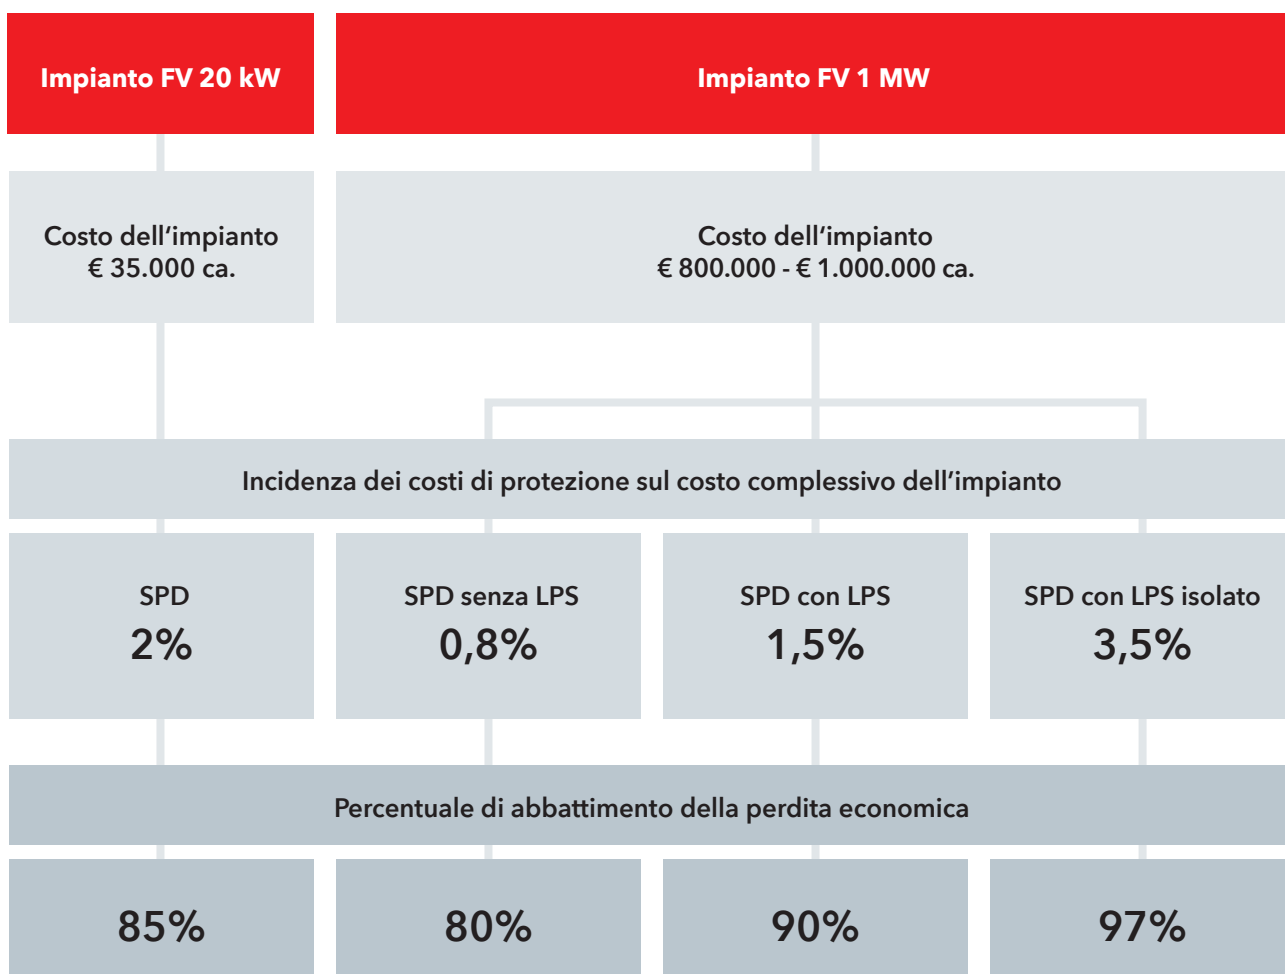 Impianto FV 20 kW
Impianto FV 1 MW
Costo dell'impianto
€ 35.000 ca.
Costo dell'impianto
€ 800.000 - € 1.000.000 ca.
Incidenza dei costi di protezione sul costo complessivo dell'impianto
SPD
2%
SPD senza LPS
0,8%
SPD con LPS
1,5%
SPD con LPS isolato
3,5%
Percentuale di abbattimento della perdita economica
85%
80%
90%
97%